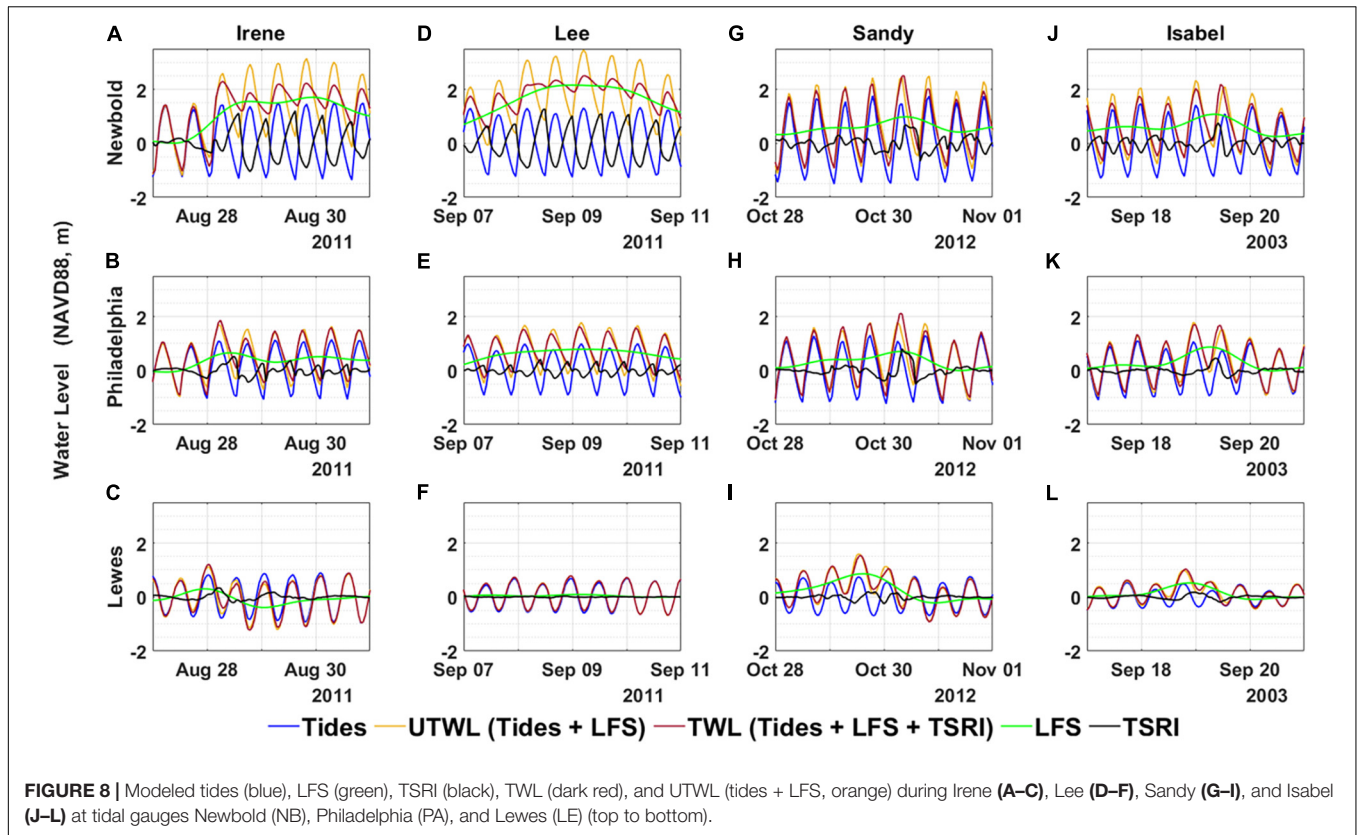 A Irene D Lee G Sandy J Isabel
Water Level (NAVD88, m)
Newbold
2
0
-2
Aug 28 Aug 30 Sep 07 Sep 09 Sep 11 Oct 28 Oct 30 Nov 01 Sep 18 Sep 20
2011 2011 2012 2003
B E H K
Philadelphia
2
0
-2
Aug 28 Aug 30 Sep 07 Sep 09 Sep 11 Oct 28 Oct 30 Nov 01 Sep 18 Sep 20
2011 2011 2012 2003
C F I L
Lewes
2
0
-2
Aug 28 Aug 30 Sep 07 Sep 09 Sep 11 Oct 28 Oct 30 Nov 01 Sep 18 Sep 20
2011 2011 2012 2003
Tides UTWL (Tides + LFS) TWL (Tides + LFS + TSRI) LFS TSRI
FIGURE 8 | Modeled tides (blue), LFS (green), TSRI (black), TWL (dark red), and UTWL (tides + LFS, orange) during Irene (A–C), Lee (D–F), Sandy (G–I), and Isabel
(J–L) at tidal gauges Newbold (NB), Philadelphia (PA), and Lewes (LE) (top to bottom).